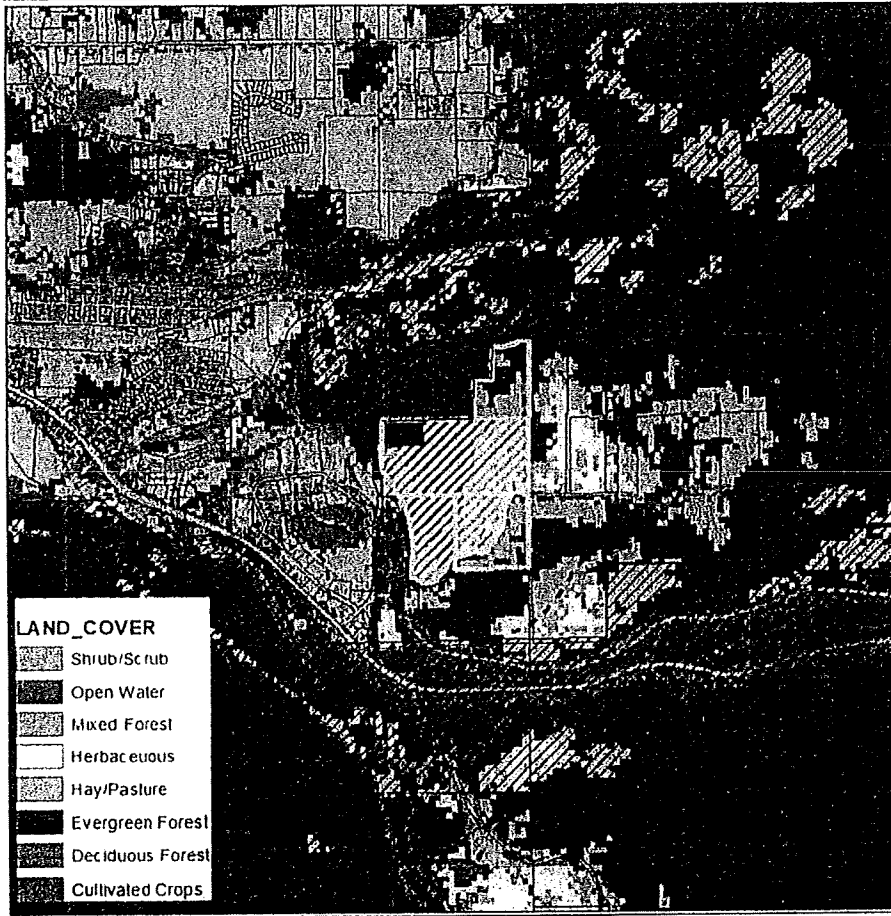 LAND_COVER
Shrub/Scrub
Open Water
Mixed Forest
Herbaceuous
Hay/Pasture
Evergreen Forest
Deciduous Forest
Cultivated Crops